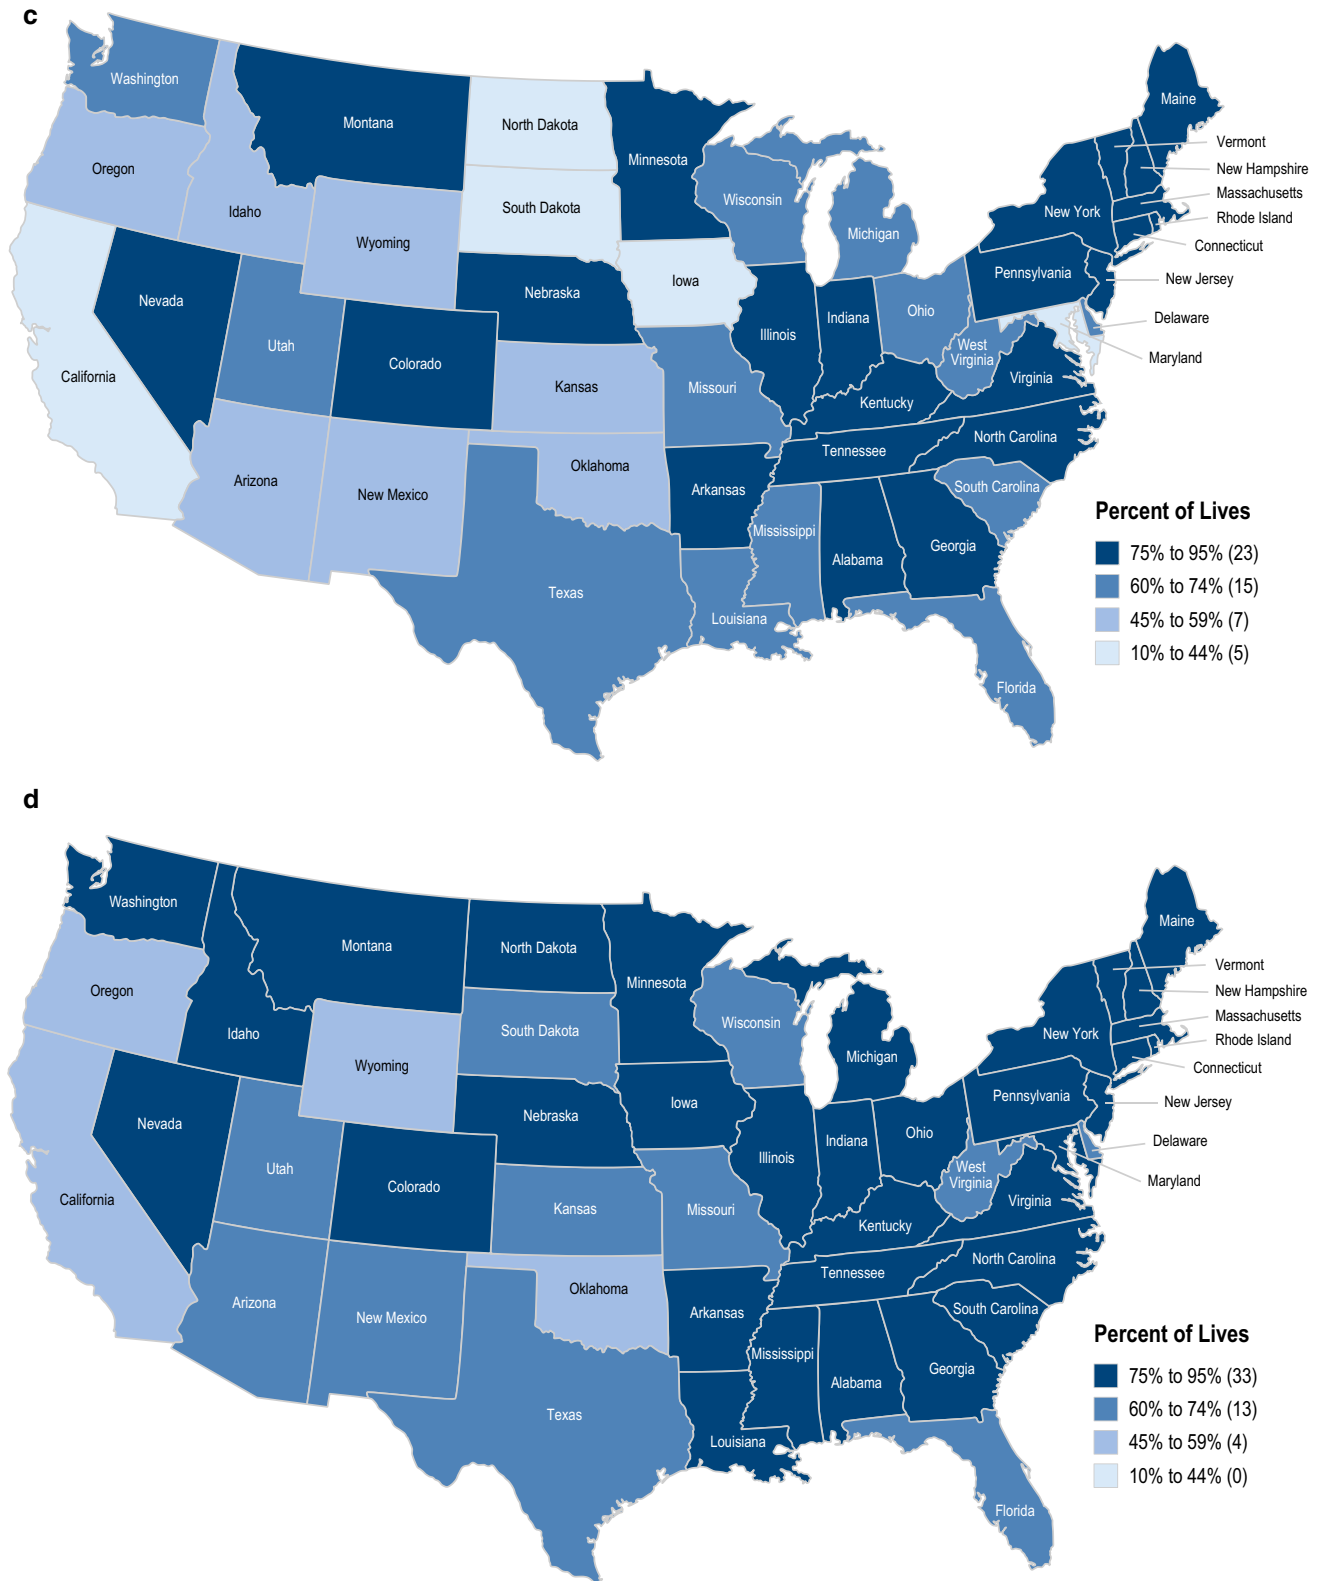 c
Washington
Montana
North Dakota
Minnesota
Maine
Vermont
New Hampshire
Massachusetts
Rhode Island
Connecticut
New York
Oregon
Idaho
Wyoming
South Dakota
Wisconsin
Michigan
Pennsylvania
New Jersey
Nevada
Nebraska
Iowa
Illinois
Indiana
Ohio
Delaware
Maryland
West
Virginia
Virginia
Utah
Colorado
California
Kansas
Missouri
Kentucky
Tennessee
North Carolina
Arizona
New Mexico
Oklahoma
Arkansas
South Carolina
Mississippi
Alabama
Georgia
Texas
Louisiana
Florida
Percent of Lives
75% to 95% (23)
60% to 74% (15)
45% to 59% (7)
10% to 44% (5)
d
Washington
Montana
North Dakota
Minnesota
Maine
Vermont
New Hampshire
Massachusetts
Rhode Island
Connecticut
New York
Oregon
Idaho
Wyoming
South Dakota
Wisconsin
Michigan
Pennsylvania
New Jersey
Nevada
Nebraska
Iowa
Illinois
Indiana
Ohio
Delaware
Maryland
West
Virginia
Virginia
Utah
Colorado
California
Kansas
Missouri
Kentucky
Tennessee
North Carolina
Arizona
New Mexico
Oklahoma
Arkansas
South Carolina
Mississippi
Alabama
Georgia
Texas
Louisiana
Florida
Percent of Lives
75% to 95% (33)
60% to 74% (13)
45% to 59% (4)
10% to 44% (0)